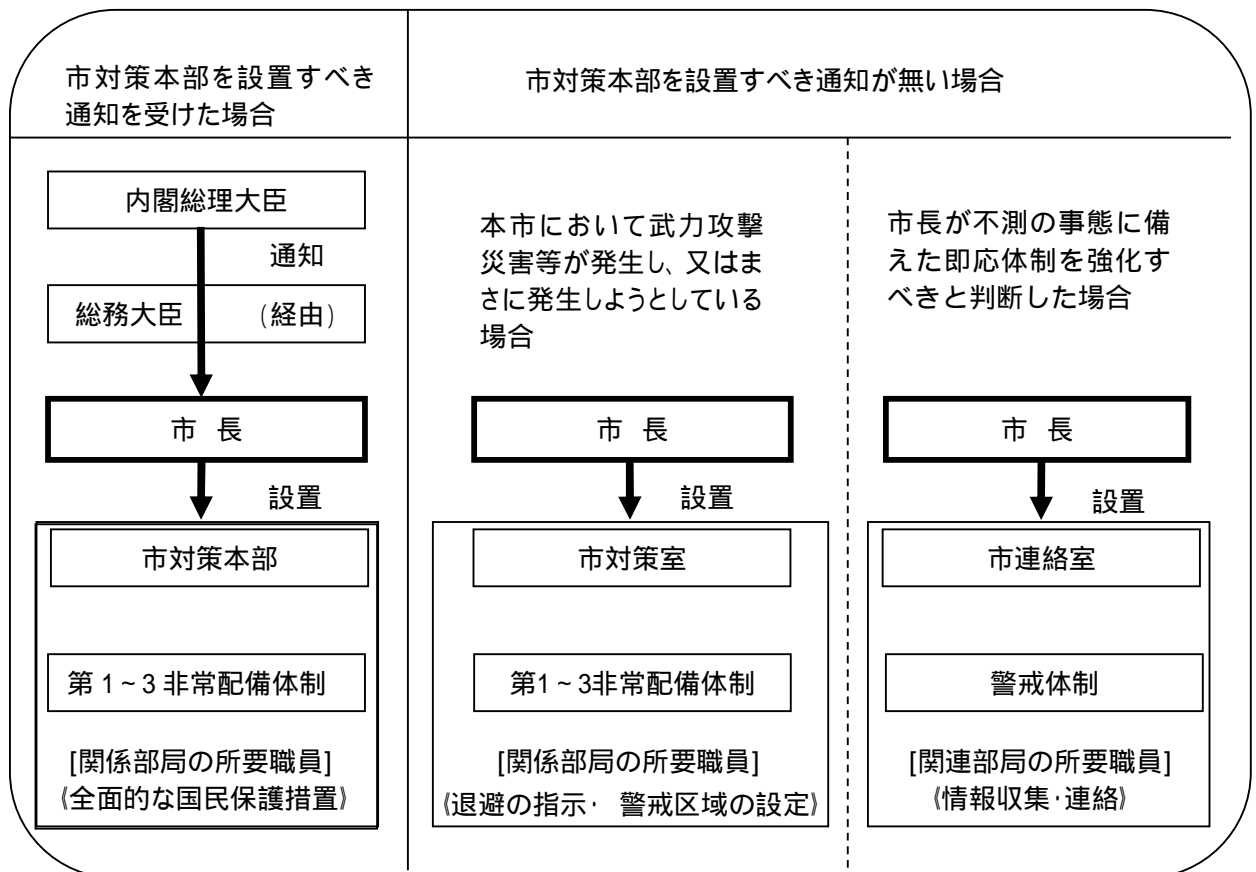 市対策本部を設置すべき
通知を受けた場合
市対策本部を設置すべき通知が無い場合
内閣総理大臣
通知
総務大臣 (経由)
市 長
設置
市対策本部
第 1~3 非常配備体制
[関係部局の所要職員]
《全面的な国民保護措置》
本市において武力攻撃
災害等が発生し、又はま
さに発生しようとしている
場合
市 長
設置
市対策室
第1~3非常配備体制
[関係部局の所要職員]
《退避の指示・ 警戒区域の設定》
市長が不測の事態に備
えた即応体制を強化す
べきと判断した場合
市 長
設置
市連絡室
警戒体制
[関連部局の所要職員]
《情報収集・連絡》